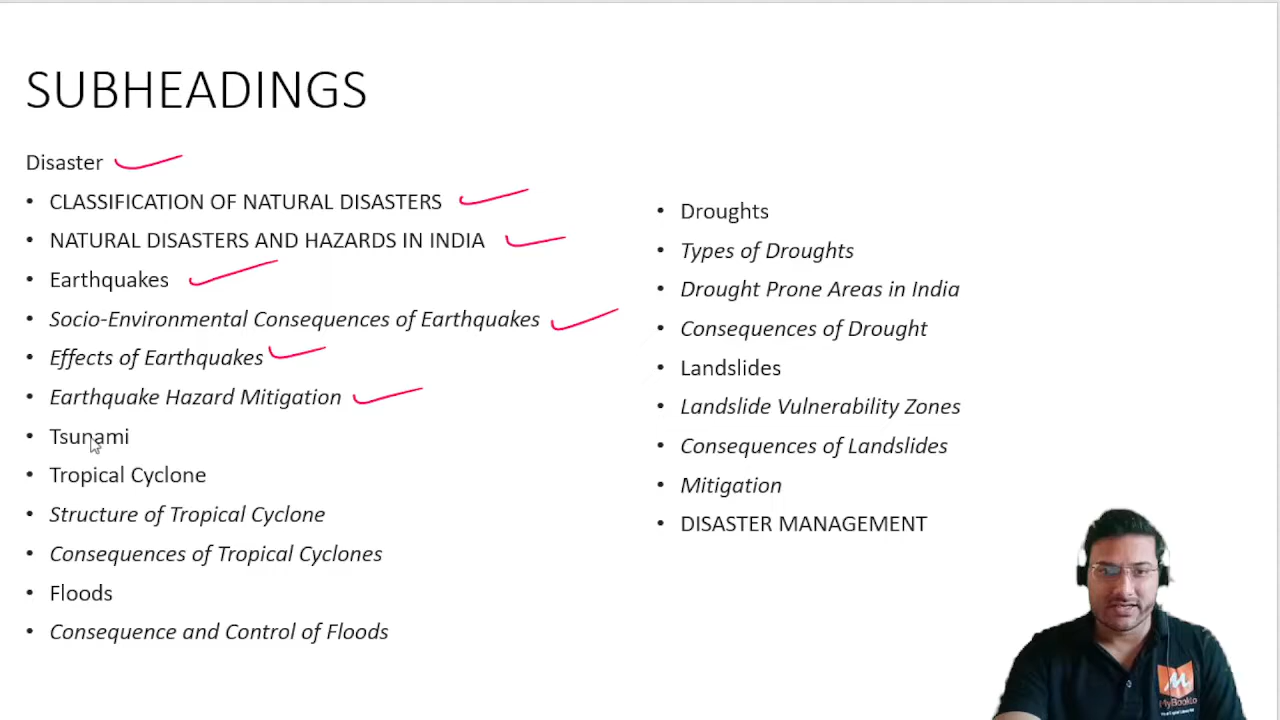 SUBHEADINGS
Disaster
• CLASSIFICATION OF NATURAL DISASTERS
• NATURAL DISASTERS AND HAZARDS IN INDIA
• Earthquakes
• Socio-Environmental Consequences of Earthquakes
• Effects of Earthquakes
• Earthquake Hazard Mitigation
• Tsunami
• Tropical Cyclone
• Structure of Tropical Cyclone
• Consequences of Tropical Cyclones
• Floods
• Consequence and Control of Floods
• Droughts
• Types of Droughts
• Drought Prone Areas in India
• Consequences of Drought
• Landslides
• Landslide Vulnerability Zones
• Consequences of Landslides
• Mitigation
• DISASTER MANAGEMENT